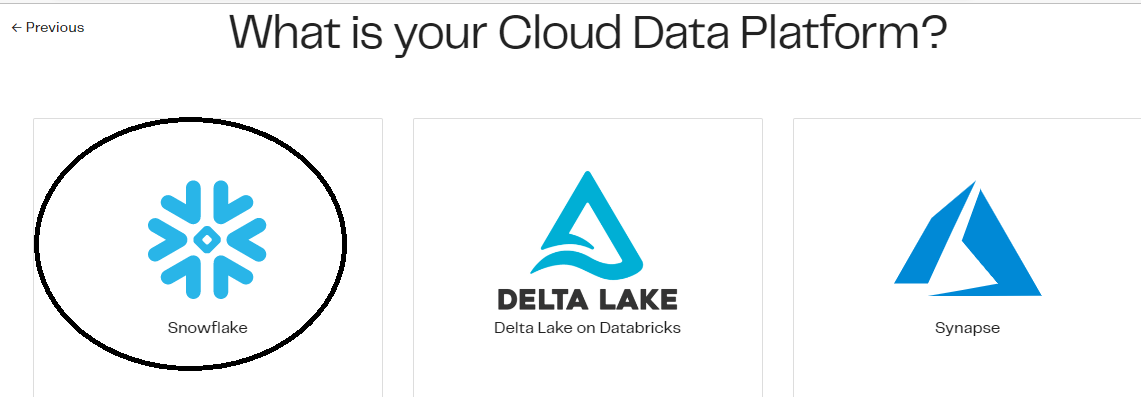 ← Previous
What is your Cloud Data Platform?
Snowflake
DELTA LAKE
Delta Lake on Databricks
Synapse